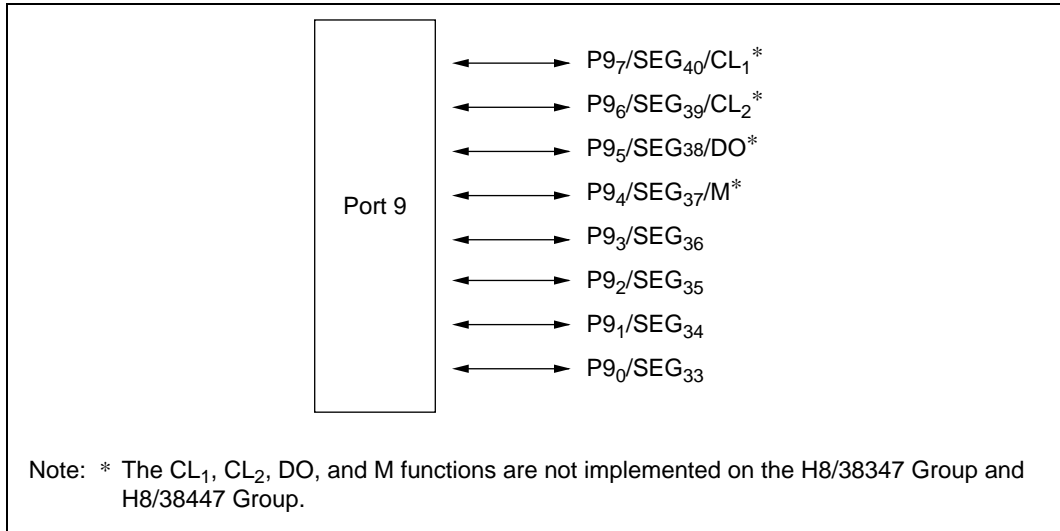 P9₇/SEG₄₀/CL₁*
P9₆/SEG₃₉/CL₂*
P9₅/SEG38/DO*
P9₄/SEG₃₇/M*
Port 9
P9₃/SEG₃₆
P9₂/SEG₃₅
P9₁/SEG₃₄
P9₀/SEG₃₃
Note: * The CL₁, CL₂, DO, and M functions are not implemented on the H8/38347 Group and
H8/38447 Group.